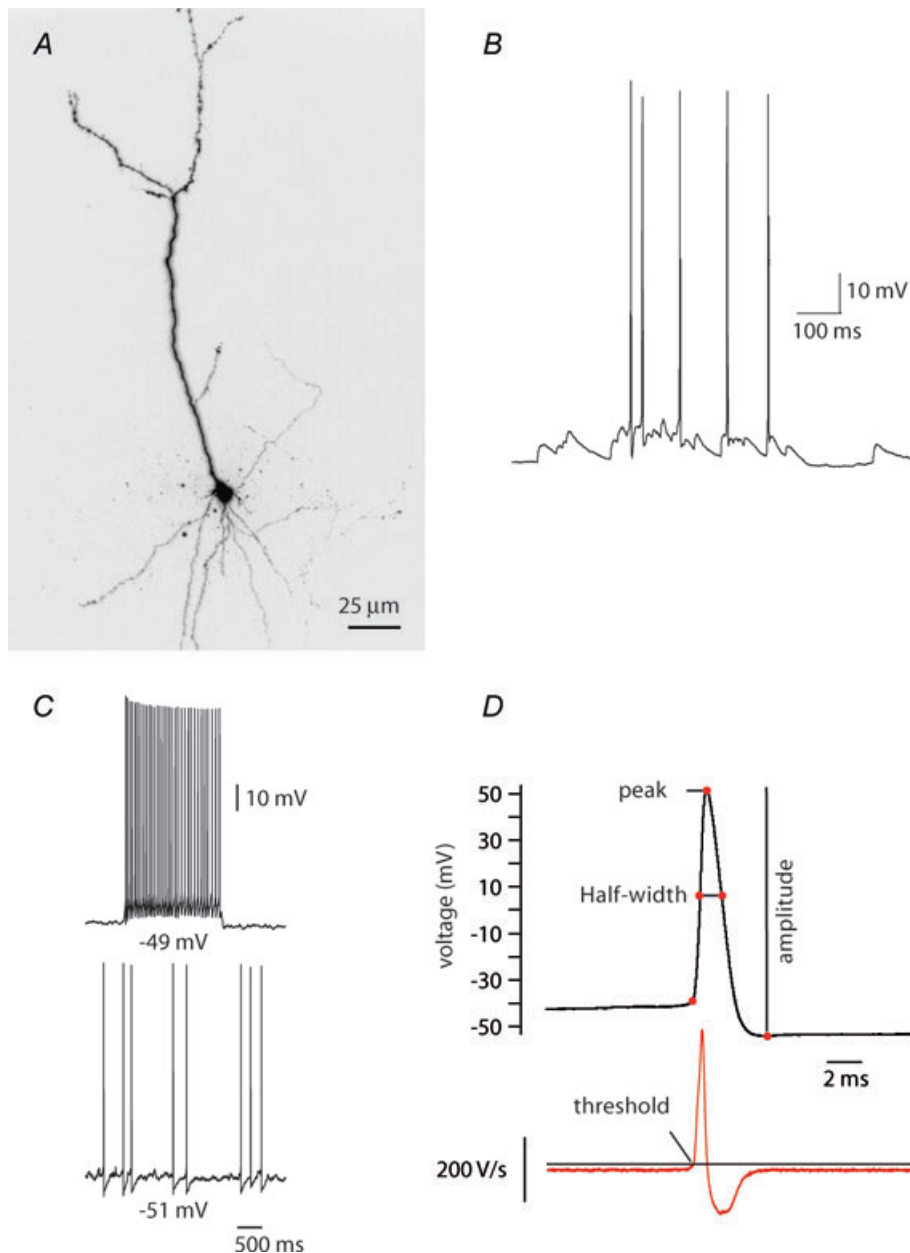 A
25 μm
B
10 mV
100 ms
C
10 mV
-49 mV
-51 mV
500 ms
D
voltage (mV)
50
30
10
-10
-30
-50
peak
Half-width
amplitude
2 ms
threshold
200 V/s